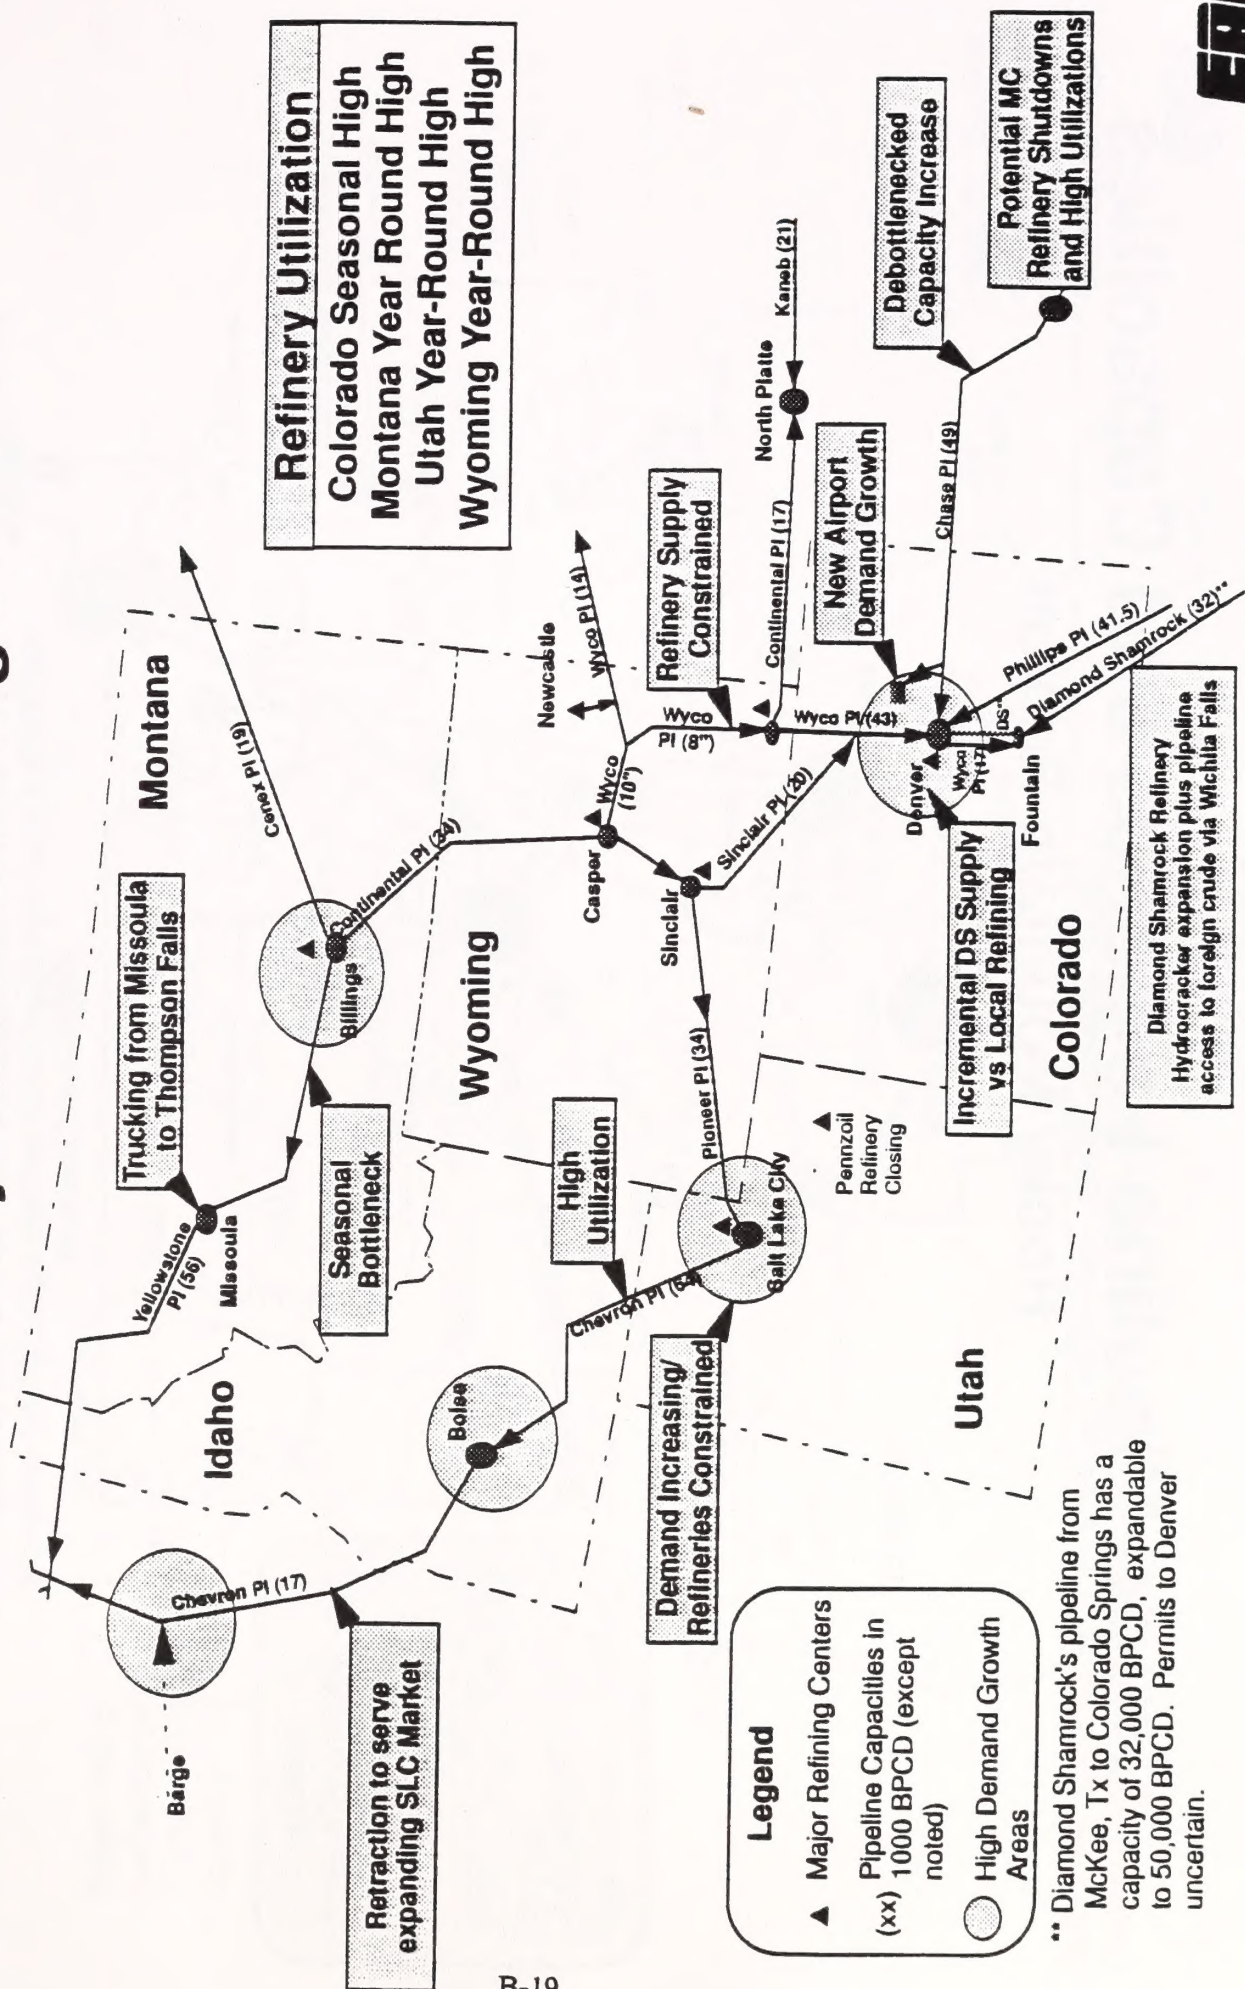 Refinery Utilization
Colorado Seasonal High
Montana Year Round High
Utah Year-Round High
Wyoming Year-Round High
Montana
Cenex Pl (19)
Trucking from Missoula
to Thompson Falls
Continental Pl (34)
Billings
Yellowstone
Pl (56)
Missoula
Seasonal
Bottleneck
Idaho
Boise
Chevron Pl (17)
Barge
Retraction to serve
expanding SLC Market
Newcastle
Wyco Pl (14)
Wyco
(10")
Wyco
Pl (8")
Casper
Wyoming
Sinclair
Sinclair Pl (20)
Pioneer Pl (34)
High
Utilization
Salt Lake City
Demand Increasing/
Refineries Constrained
Pennzoil
Refinery
Closing
Utah
Refinery Supply
Constrained
North Platte
Kaneb (21)
Continental Pl (17)
New Airport
Demand Growth
Debottlenecked
Capacity Increase
Potential MC
Refinery Shutdowns
and High Utilizations
Chase Pl (49)
Wyco Pl (43)
Denver
Wyco
Pl (17)
DS**
Fountain
Phillips Pl (41.5)
Diamond Shamrock (32)**
Incremental DS Supply
vs Local Refining
Colorado
Diamond Shamrock Refinery
Hydrocracker expansion plus pipeline
access to foreign crude via Wichita Falls
Legend
▲ Major Refining Centers
(xx) Pipeline Capacities in
1000 BPCD (except
noted)
High Demand Growth
Areas
** Diamond Shamrock's pipeline from
McKee, Tx to Colorado Springs has a
capacity of 32,000 BPCD, expandable
to 50,000 BPCD. Permits to Denver
uncertain.
B-19